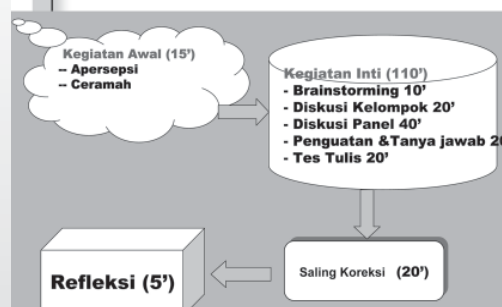 Kegiatan Awal (15')
-- Apersepsi
-- Ceramah
Kegiatan Inti (110')
- Brainstorming 10'
- Diskusi Kelompok 20'
- Diskusi Panel 40'
- Penguatan &Tanya jawab 20
- Tes Tulis 20'
Saling Koreksi (20')
Refleksi (5')